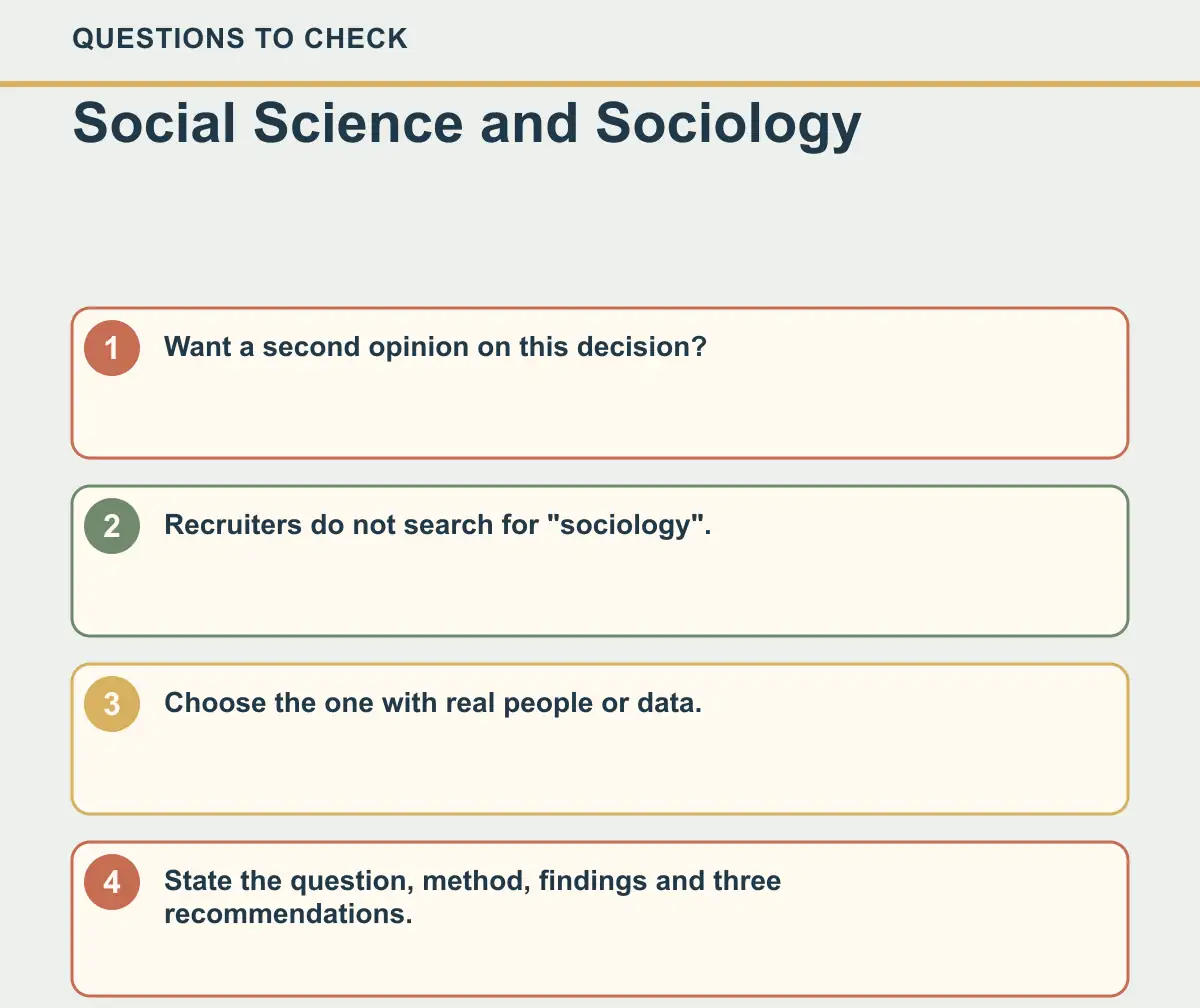 QUESTIONS TO CHECK
Social Science and Sociology
1
Want a second opinion on this decision?
2
Recruiters do not search for "sociology".
3
Choose the one with real people or data.
4
State the question, method, findings and three
recommendations.